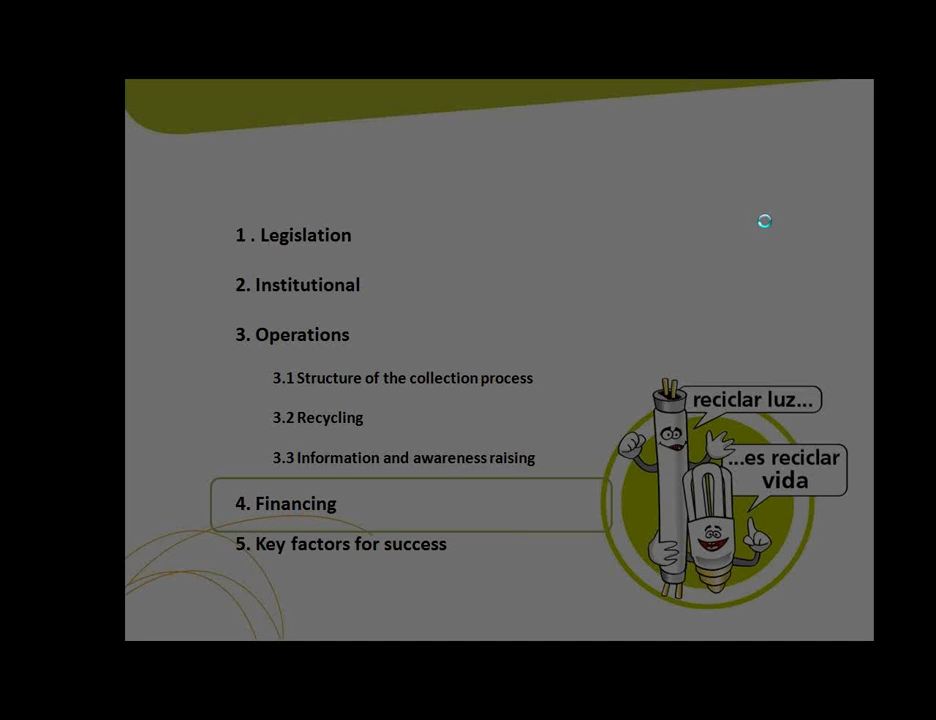 1 . Legislation
2. Institutional
3. Operations
3.1 Structure of the collection process
3.2 Recycling
3.3 Information and awareness raising
4. Financing
5. Key factors for success
reciclar luz...
...es reciclar
vida